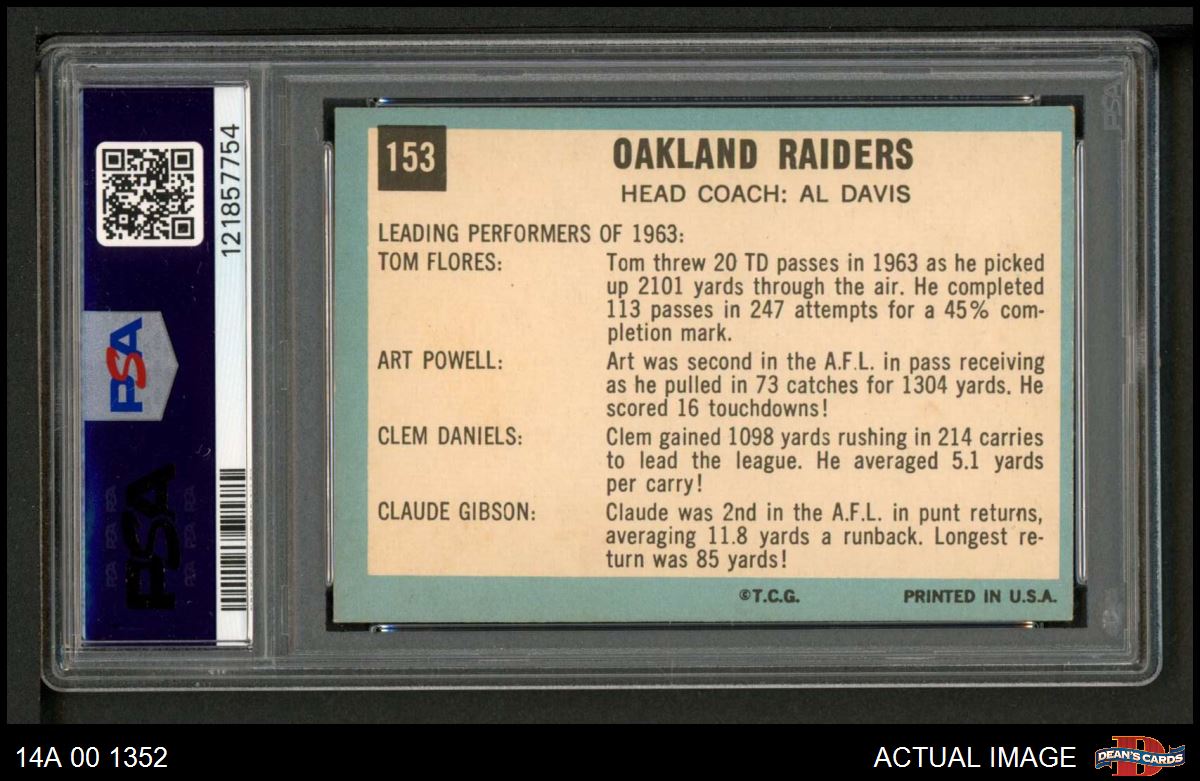 121857754
PSA
PSA
PSA
153
OAKLAND RAIDERS
HEAD COACH: AL DAVIS
LEADING PERFORMERS OF 1963:
TOM FLORES: Tom threw 20 TD passes in 1963 as he picked
up 2101 yards through the air. He completed
113 passes in 247 attempts for a 45% com-
pletion mark.
ART POWELL: Art was second in the A.F.L. in pass receiving
as he pulled in 73 catches for 1304 yards. He
scored 16 touchdowns!
CLEM DANIELS: Clem gained 1098 yards rushing in 214 carries
to lead the league. He averaged 5.1 yards
per carry!
CLAUDE GIBSON: Claude was 2nd in the A.F.L. in punt returns,
averaging 11.8 yards a runback. Longest re-
turn was 85 yards!
©T.C.G. PRINTED IN U.S.A.
14A 00 1352
ACTUAL IMAGE
DEAN'S CARDS